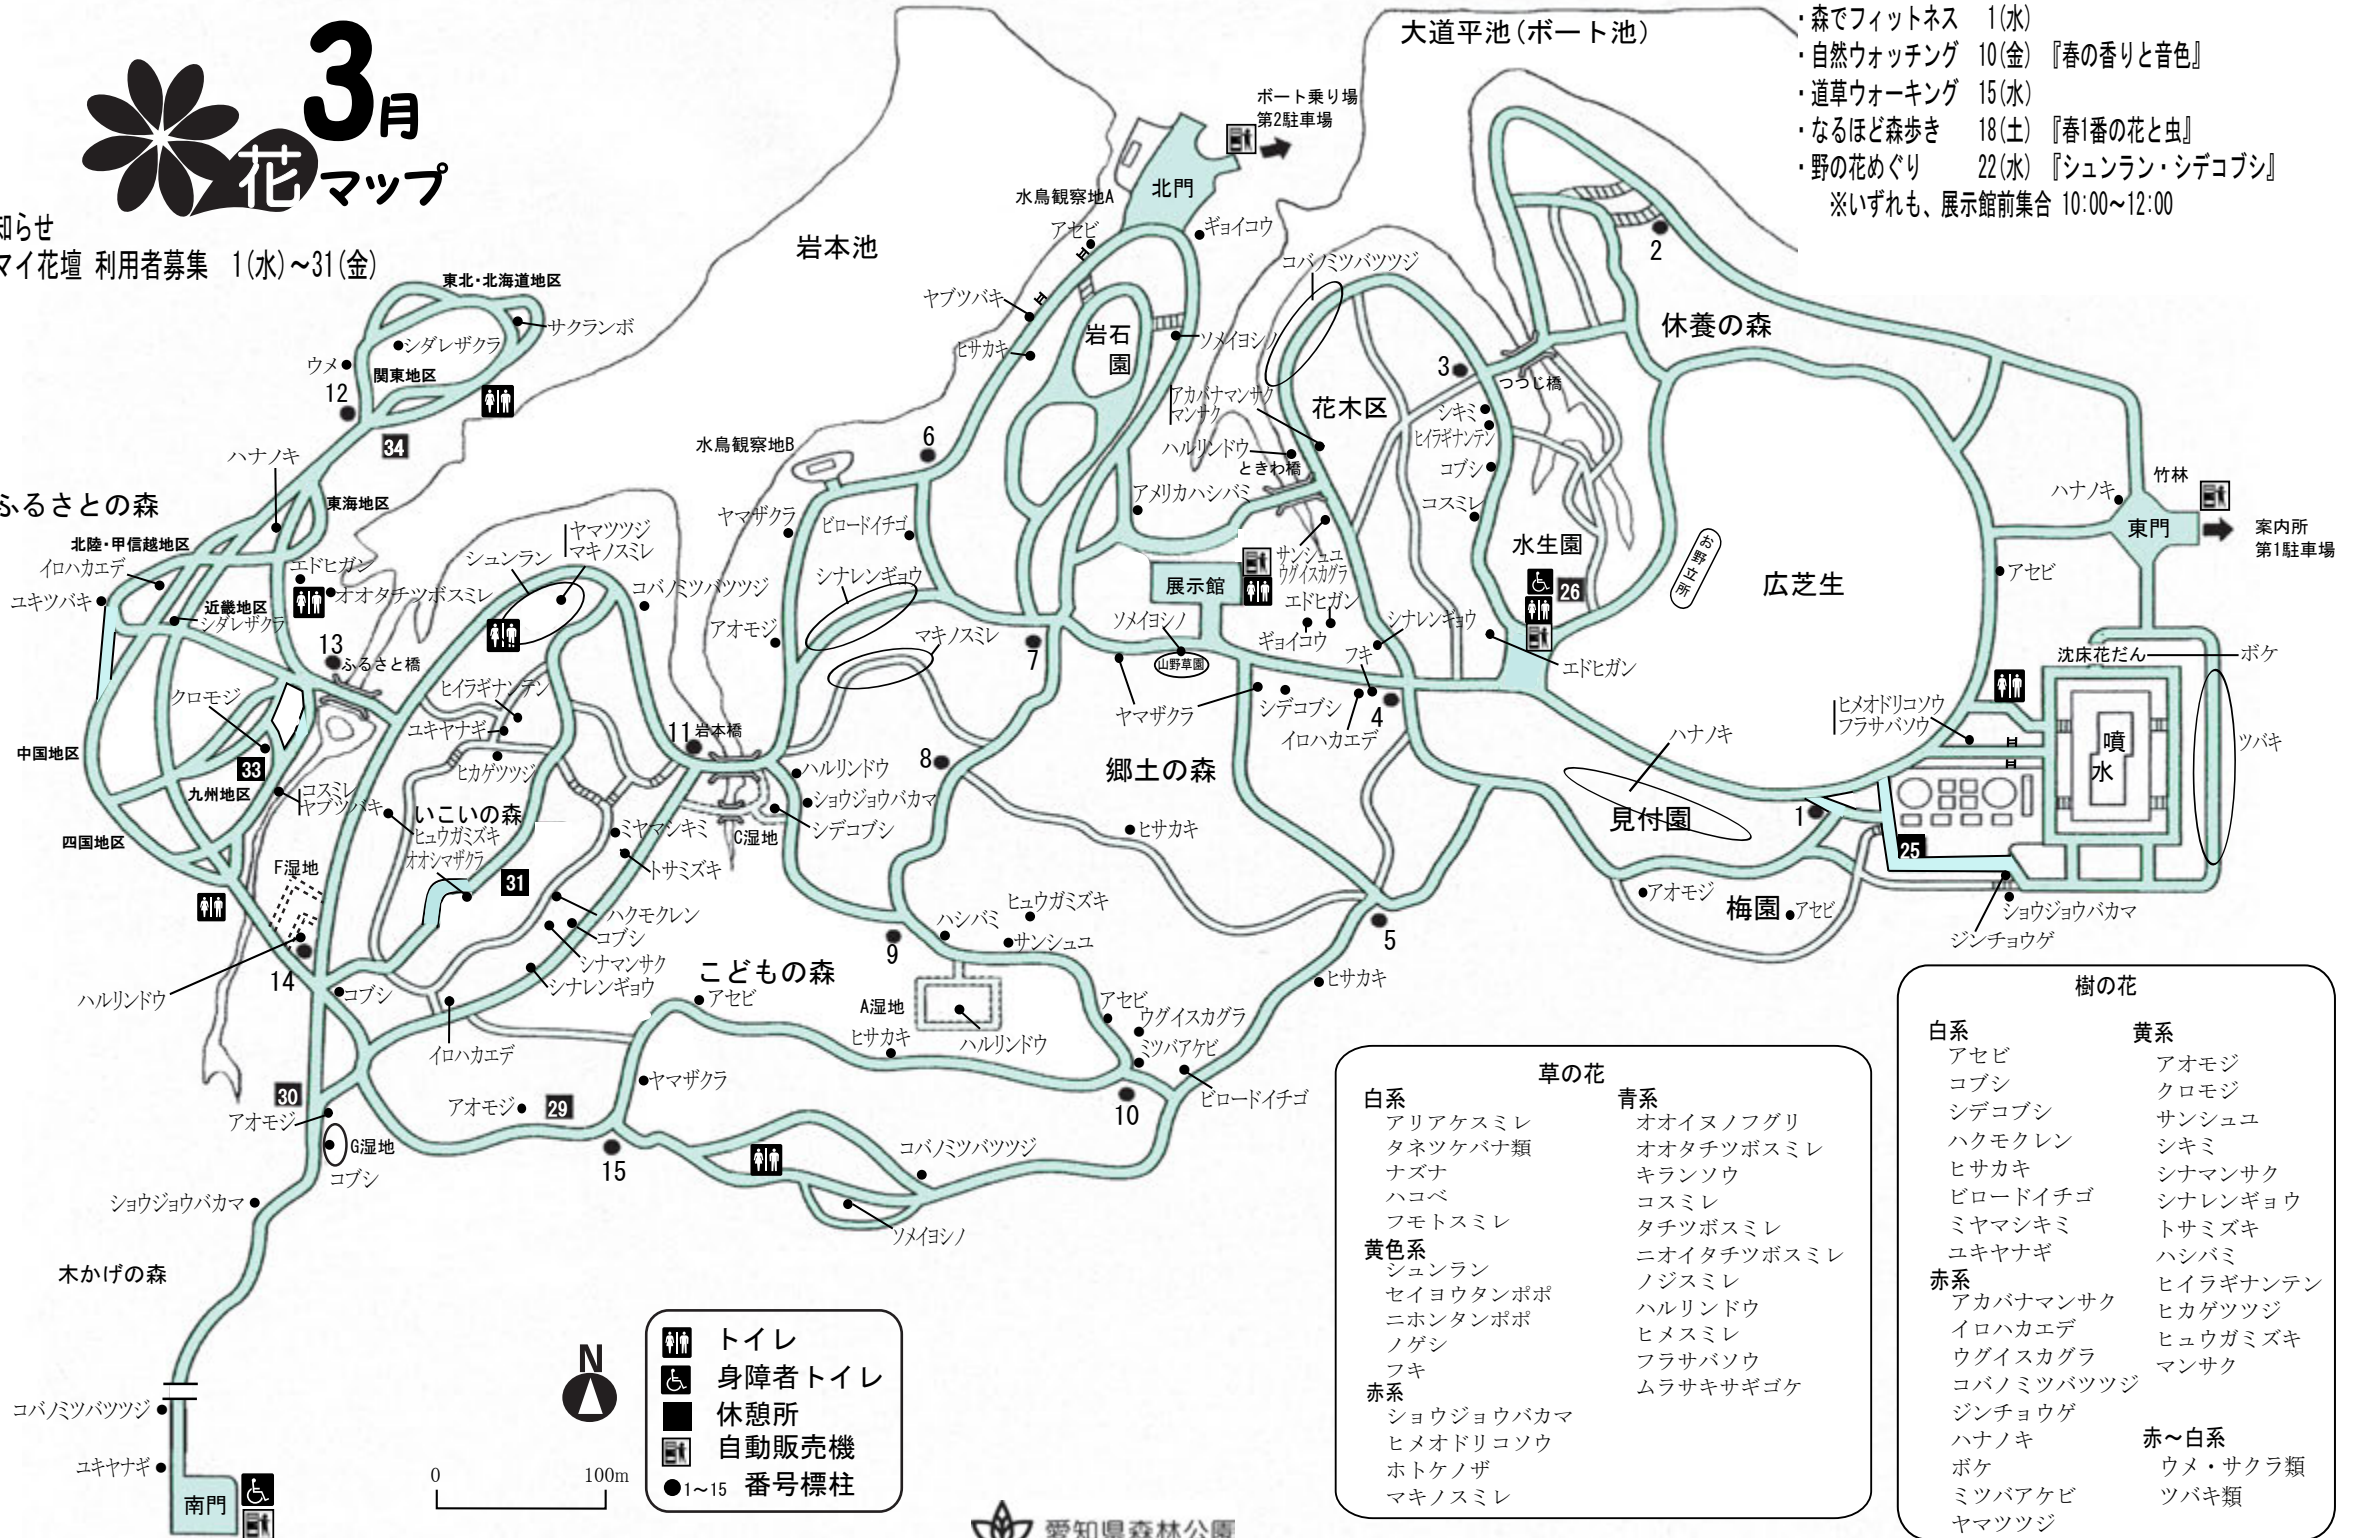 3月
花マップ
知らせ
マイ花壇 利用者募集 1(水)～31(金)
・森でフィットネス 1(水)
・自然ウォッチング 10(金) 『春の香りと音色』
・道草ウォーキング 15(水)
・なるほど森歩き 18(土) 『春1番の花と虫』
・野の花めぐり 22(水) 『シュンラン・シデコブシ』
※いずれも、展示館前集合 10:00～12:00
大道平池(ボート池)
ボート乗り場
第2駐車場
北門
水鳥観察地A
アセビ
ギョイコウ
岩本池
ヤブツバキ
ヒサカキ
岩石
園
ソメイヨシノ
コバノミツバツツジ
2
休養の森
3
つつじ橋
花木区
アカバナマンサク
マンサク
ハルリンドウ
ときわ橋
アメリカハシバミ
シキミ
ヒイラギナンテン
コブシ
コスミレ
水生園
26
お野立所
広芝生
竹林
ハナノキ
東門
案内所
第1駐車場
アセビ
東北・北海道地区
サクランボ
シダレザクラ
ウメ
関東地区
12
34
ハナノキ
ふるさとの森
東海地区
北陸・甲信越地区
イロハカエデ
ユキツバキ
エドヒガン
オオタチツボスミレ
近畿地区
シダレザクラ
13
ふるさと橋
クロモジ
中国地区
33
九州地区
コスミレ
ヤブツバキ
四国地区
F湿地
14
ハルリンドウ
水鳥観察地B
6
ヤマザクラ
ビロードイチゴ
シュンラン
ヤマツツジ
マキノスミレ
コバノミツバツツジ
シナレンギョウ
アオモジ
マキノスミレ
7
展示館
サンシュユ
ウグイスカグラ
エドヒガン
ギョイコウ
ソメイヨシノ
山野草園
シナレンギョウ
フキ
ヤマザクラ
シデコブシ
イロハカエデ
4
エドヒガン
ヒイラギナンテン
ユキヤナギ
ヒカゲツツジ
11
岩本橋
8
郷土の森
ハルリンドウ
ショウジョウバカマ
シデコブシ
C湿地
ヒサカキ
いこいの森
ヒュウガミズキ
オオシマザクラ
31
ミヤマシキミ
トサミズキ
ハクモクレン
コブシ
シナマンサク
シナレンギョウ
コブシ
イロハカエデ
ハナノキ
見付園
1
ヒメオドリコソウ
フラサバソウ
沈床花だん
ボケ
噴
水
ツバキ
25
アオモジ
梅園
アセビ
ショウジョウバカマ
ジンチョウゲ
5
ヒサカキ
9
ハシバミ
ヒュウガミズキ
サンシュユ
A湿地
ハルリンドウ
こどもの森
アセビ
ヒサカキ
アセビ
ウグイスカグラ
ミツバアケビ
ビロードイチゴ
10
30
アオモジ
G湿地
コブシ
ヤマザクラ
アオモジ
29
15
コバノミツバツツジ
ソメイヨシノ
ショウジョウバカマ
木かげの森
コバノミツバツツジ
ユキヤナギ
南門
N
0 100m
トイレ
身障者トイレ
休憩所
自動販売機
1～15 番号標柱
愛知県森林公園
草の花
白系
アリアケスミレ
タネツケバナ類
ナズナ
ハコベ
フモトスミレ
黄色系
シュンラン
セイヨウタンポポ
ニホンタンポポ
ノゲシ
フキ
赤系
ショウジョウバカマ
ヒメオドリコソウ
ホトケノザ
マキノスミレ
青系
オオイヌノフグリ
オオタチツボスミレ
キランソウ
コスミレ
タチツボスミレ
ニオイタチツボスミレ
ノジスミレ
ハルリンドウ
ヒメスミレ
フラサバソウ
ムラサキサギゴケ
樹の花
白系
アセビ
コブシ
シデコブシ
ハクモクレン
ヒサカキ
ビロードイチゴ
ミヤマシキミ
ユキヤナギ
赤系
アカバナマンサク
イロハカエデ
ウグイスカグラ
コバノミツバツツジ
ジンチョウゲ
ハナノキ
ボケ
ミツバアケビ
ヤマツツジ
黄系
アオモジ
クロモジ
サンシュユ
シキミ
シナマンサク
シナレンギョウ
トサミズキ
ハシバミ
ヒイラギナンテン
ヒカゲツツジ
ヒュウガミズキ
マンサク
赤～白系
ウメ・サクラ類
ツバキ類